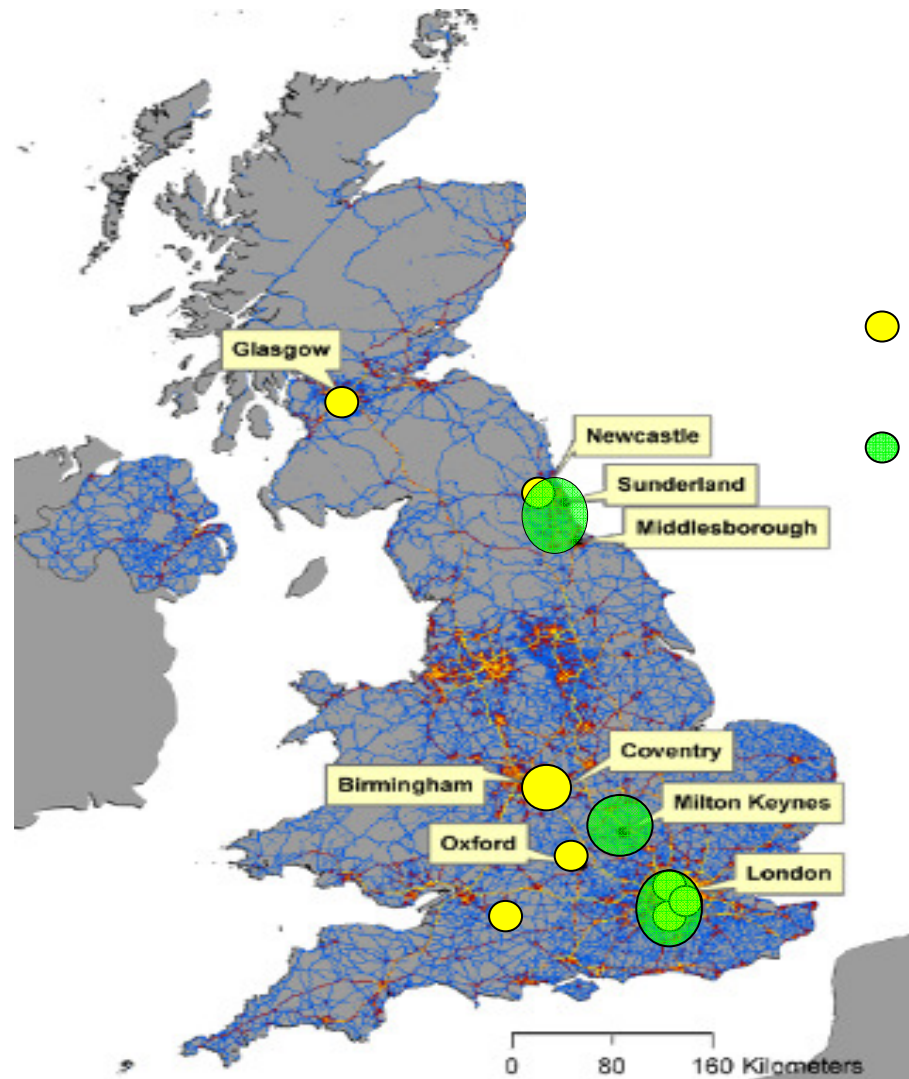 Glasgow
Newcastle
Sunderland
Middlesborough
Coventry
Birmingham
Milton Keynes
Oxford
London
0 80 160 Kilometers